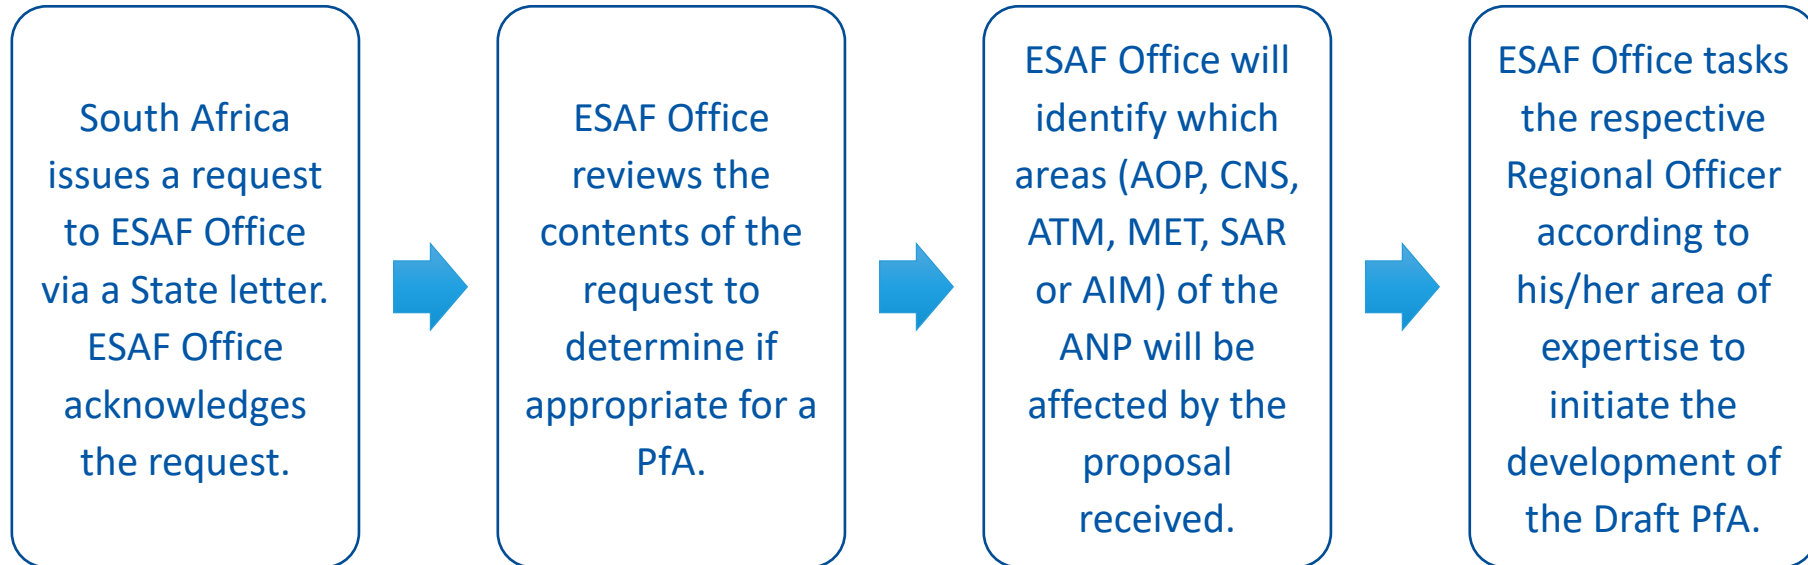 South Africa
issues a request
to ESAF Office
via a State letter.
ESAF Office
acknowledges
the request.
ESAF Office
reviews the
contents of the
request to
determine if
appropriate for a
PfA.
ESAF Office will
identify which
areas (AOP, CNS,
ATM, MET, SAR
or AIM) of the
ANP will be
affected by the
proposal
received.
ESAF Office tasks
the respective
Regional Officer
according to
his/her area of
expertise to
initiate the
development of
the Draft PfA.